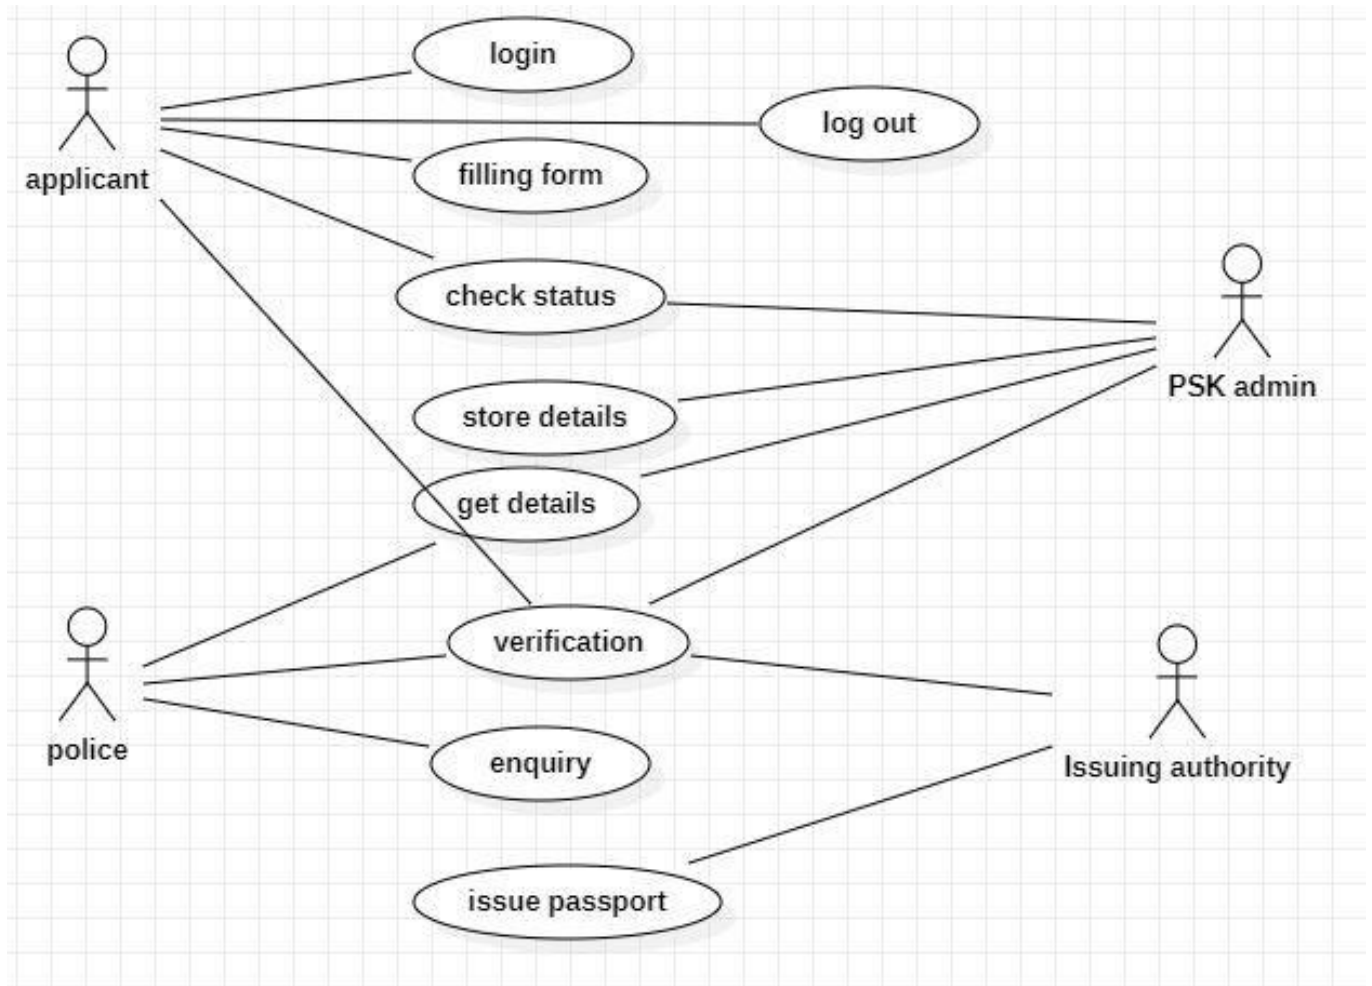 login
log out
filling form
applicant
check status
PSK admin
store details
get details
verification
police
enquiry
Issuing authority
issue passport